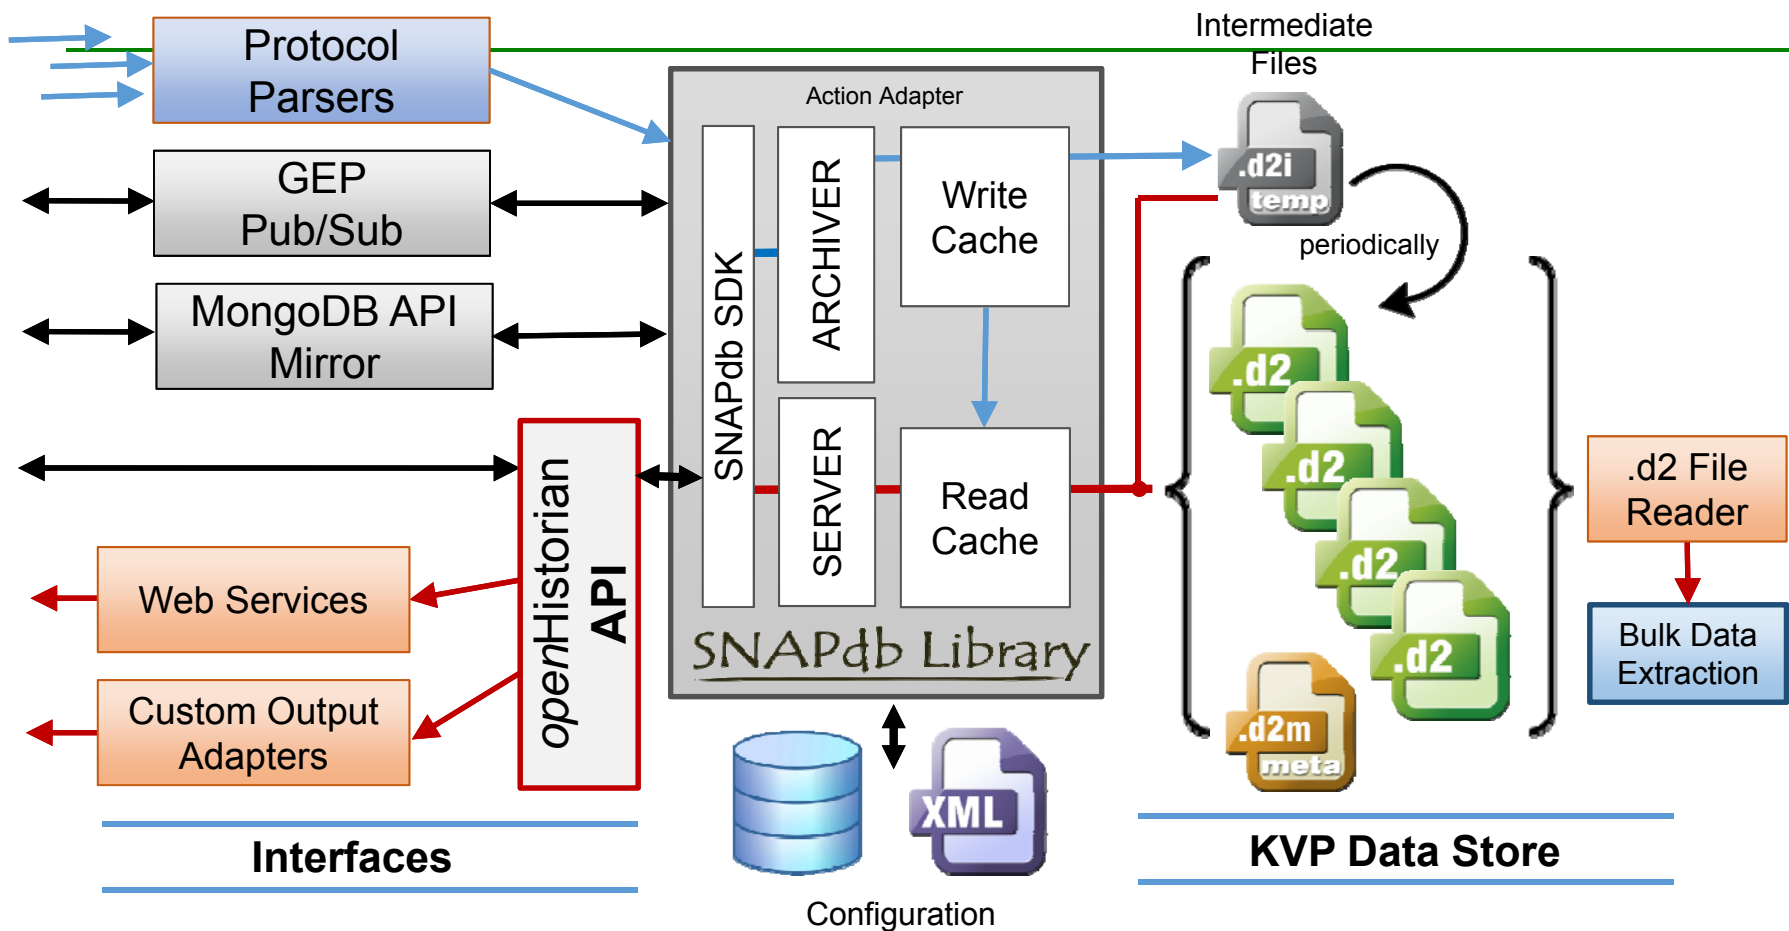 Intermediate
Files
Protocol
Parsers
Action Adapter
GEP
Pub/Sub
MongoDB API
Mirror
SNAPdb SDK
ARCHIVER
Write
Cache
.d2i
temp
periodically
SERVER
Read
Cache
.d2
.d2
.d2
.d2
.d2m
meta
.d2 File
Reader
Bulk Data
Extraction
openHistorian
API
Web Services
Custom Output
Adapters
SNAPdb Library
XML
Interfaces
Configuration
KVP Data Store